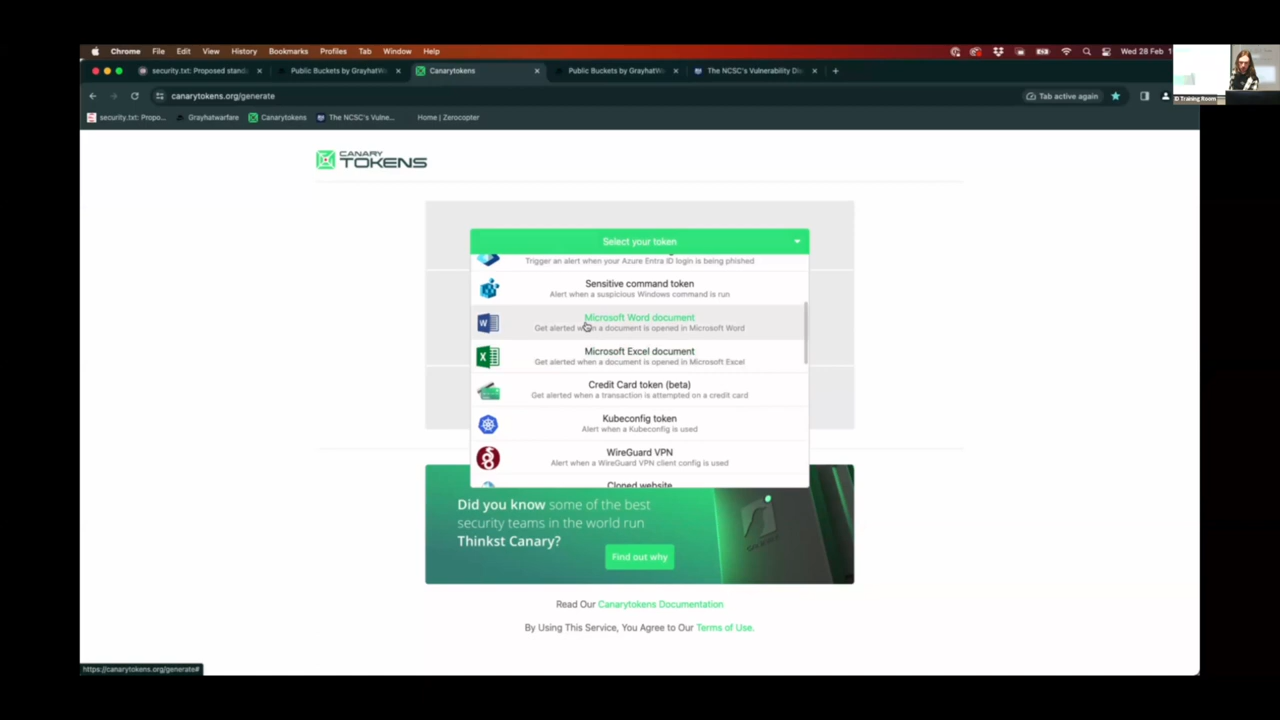 Chrome File Edit View History Bookmarks Profiles Tab Window Help
Wed 28 Feb
security.txt: Proposed stand
Public Buckets by GrayhatW
Canarytokens
Public Buckets by GrayhatW
The NCSC's Vulnerability Di
canarytokens.org/generate
Tab active again
ID Training Room
security.txt: Propo...
Grayhatwarfare
Canarytokens
The NCSC's Vulne...
Home | Zerocopter
CANARY
TOKENS
Select your token
Trigger an alert when your Azure Entra ID login is being phished
Sensitive command token
Alert when a suspicious Windows command is run
Microsoft Word document
Get alerted when a document is opened in Microsoft Word
Microsoft Excel document
Get alerted when a document is opened in Microsoft Excel
Credit Card token (beta)
Get alerted when a transaction is attempted on a credit card
Kubeconfig token
Alert when a Kubeconfig is used
WireGuard VPN
Alert when a WireGuard VPN client config is used
Cloned website
Did you know some of the best
security teams in the world run
Thinkst Canary?
Find out why
Read Our Canarytokens Documentation
By Using This Service, You Agree to Our Terms of Use.
https://canarytokens.org/generate#